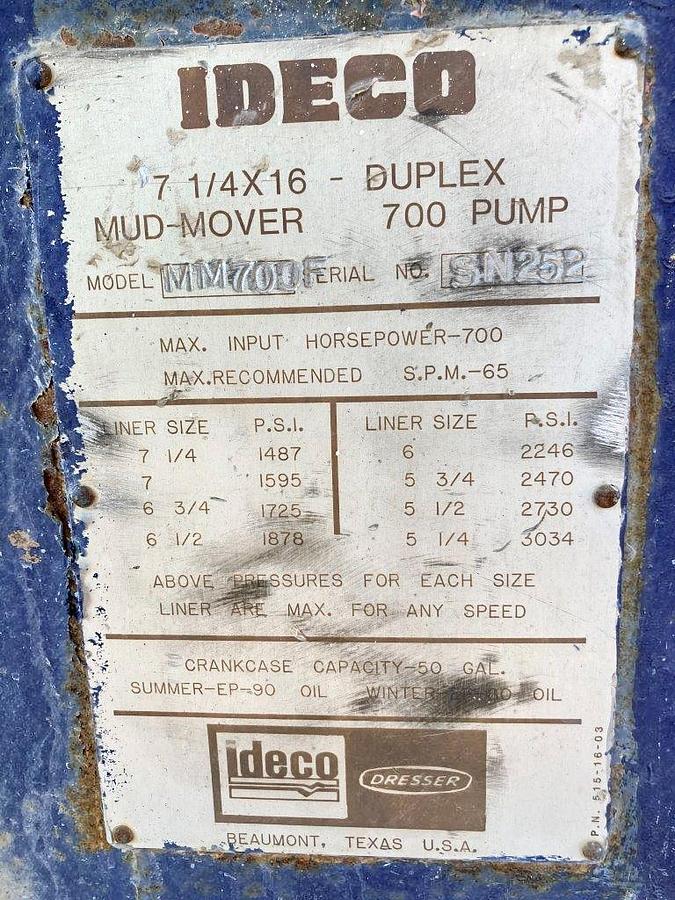 IDECO
7 1/4X16 - DUPLEX
MUD-MOVER 700 PUMP
MODEL MM700F SERIAL NO. SN252
MAX. INPUT HORSEPOWER-700
MAX.RECOMMENDED S.P.M.-65
LINER SIZE P.S.I. LINER SIZE P.S.I.
7 1/4 1487 6 2246
7 1595 5 3/4 2470
6 3/4 1725 5 1/2 2730
6 1/2 1878 5 1/4 3034
ABOVE PRESSURES FOR EACH SIZE
LINER ARE MAX. FOR ANY SPEED
CRANKCASE CAPACITY-50 GAL.
SUMMER-EP-90 OIL WINTER OIL
ideco DRESSER
BEAUMONT, TEXAS U.S.A.
P.N. 515-16-03